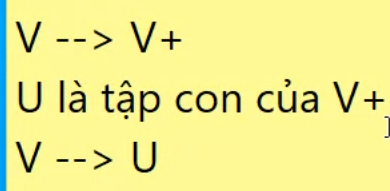 V --> V+
U là tập con của V+
V --> U